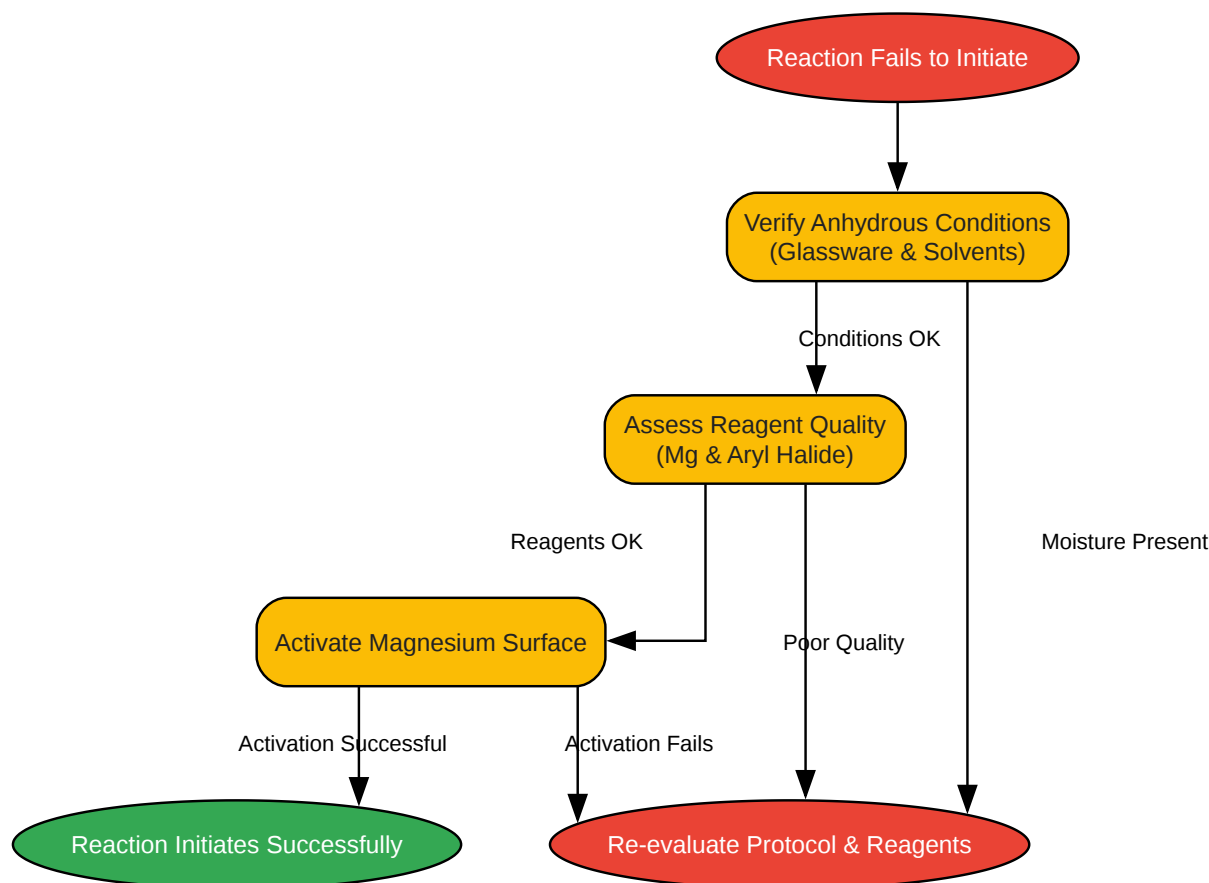 Reaction Fails to Initiate
Verify Anhydrous Conditions
(Glassware & Solvents)
Conditions OK
Assess Reagent Quality
(Mg & Aryl Halide)
Reagents OK
Moisture Present
Activate Magnesium Surface
Poor Quality
Activation Successful
Activation Fails
Reaction Initiates Successfully
Re-evaluate Protocol & Reagents